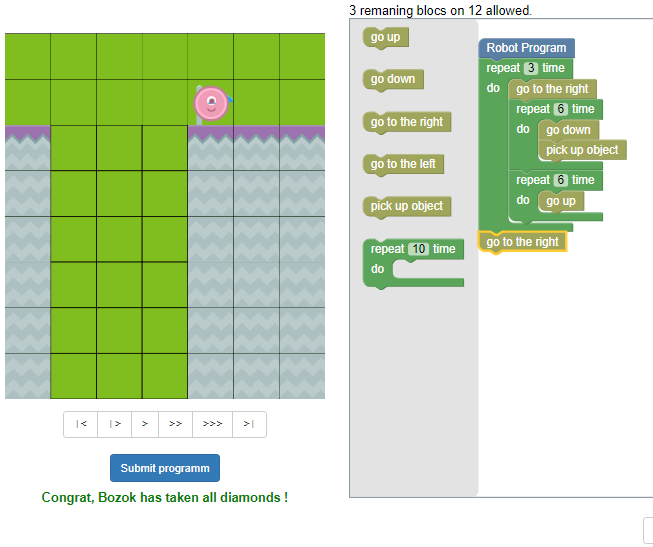 3 remaning blocs on 12 allowed.
go up
go down
go to the right
go to the left
pick up object
repeat 10 time
do
Robot Program
repeat 3 time
do go to the right
repeat 6 time
do go down
pick up object
repeat 6 time
do go up
go to the right
|< |> > >> >>> >|
Submit programm
Congrat, Bozok has taken all diamonds !